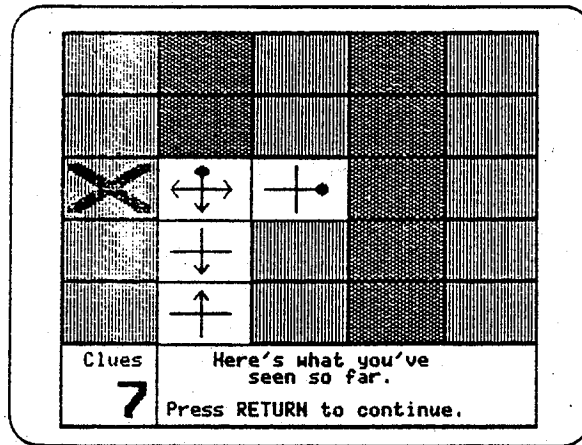 Clues
7
Here's what you've
seen so far.
Press RETURN to continue.